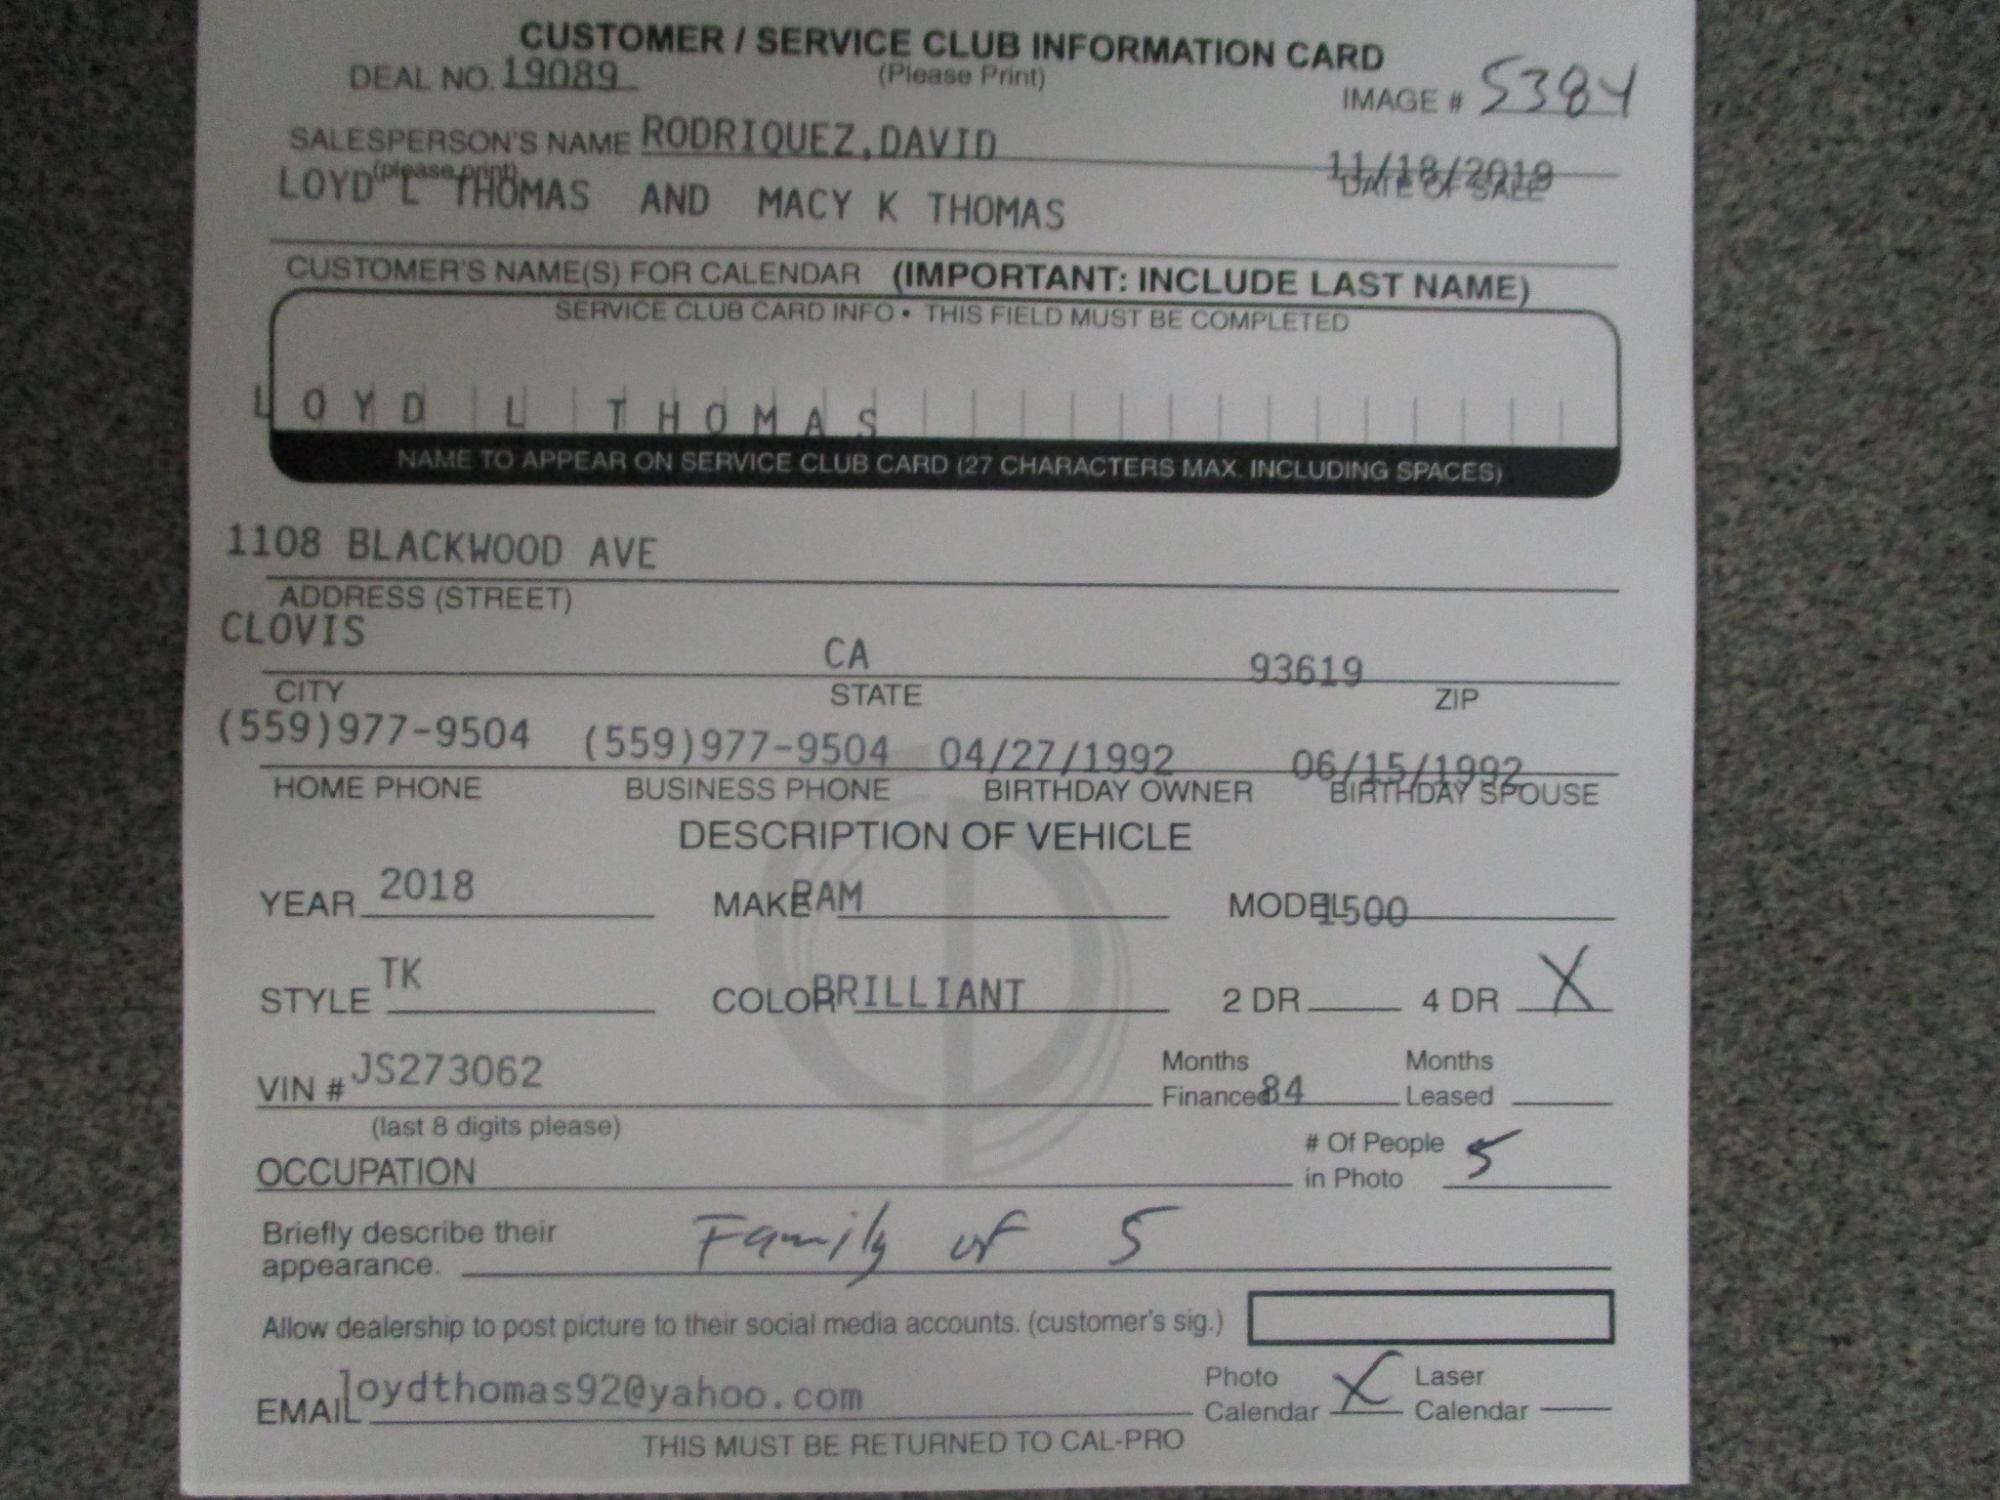 CUSTOMER / SERVICE CLUB INFORMATION CARD
DEAL NO. 19089 (Please Print) IMAGE # 5384
SALESPERSON'S NAME RODRIQUEZ,DAVID 11/18/2019
(please print) DATE OF SALE
LOYD L THOMAS AND MACY K THOMAS
CUSTOMER'S NAME(S) FOR CALENDAR (IMPORTANT: INCLUDE LAST NAME)
SERVICE CLUB CARD INFO • THIS FIELD MUST BE COMPLETED
LOYD L THOMAS
NAME TO APPEAR ON SERVICE CLUB CARD (27 CHARACTERS MAX. INCLUDING SPACES)
1108 BLACKWOOD AVE
ADDRESS (STREET)
CLOVIS CA 93619
CITY STATE ZIP
(559)977-9504 (559)977-9504 04/27/1992 06/15/1992
HOME PHONE BUSINESS PHONE BIRTHDAY OWNER BIRTHDAY SPOUSE
DESCRIPTION OF VEHICLE
YEAR 2018 MAKE RAM MODEL 1500
STYLE TK COLOR BRILLIANT 2 DR 4 DR X
VIN # JS273062 Months Financed 84 Months Leased
(last 8 digits please)
OCCUPATION # Of People in Photo 5
Briefly describe their appearance. Family of 5
Allow dealership to post picture to their social media accounts. (customer's sig.)
EMAIL loydthomas92@yahoo.com Photo Calendar X Laser Calendar
THIS MUST BE RETURNED TO CAL-PRO